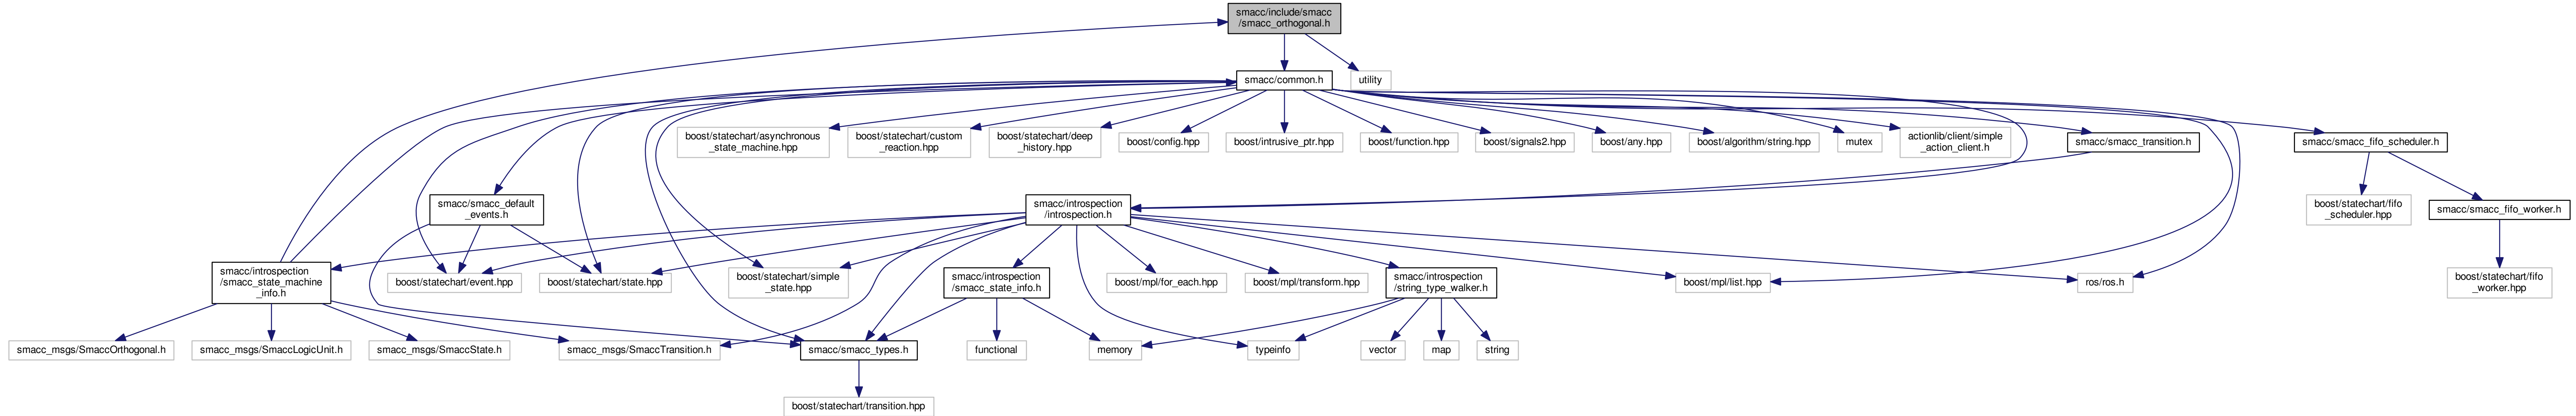 smacc/include/smacc
/smacc_orthogonal.h
smacc/common.h
utility
boost/statechart/asynchronous
_state_machine.hpp
boost/statechart/custom
_reaction.hpp
boost/statechart/deep
_history.hpp
boost/config.hpp
boost/intrusive_ptr.hpp
boost/function.hpp
boost/signals2.hpp
boost/any.hpp
boost/algorithm/string.hpp
mutex
actionlib/client/simple
_action_client.h
smacc/smacc_transition.h
smacc/smacc_fifo_scheduler.h
smacc/smacc_default
_events.h
smacc/introspection
/introspection.h
boost/statechart/fifo
_scheduler.hpp
smacc/smacc_fifo_worker.h
smacc/introspection
/smacc_state_machine
_info.h
boost/statechart/event.hpp
boost/statechart/state.hpp
boost/statechart/simple
_state.hpp
smacc/introspection
/smacc_state_info.h
boost/mpl/for_each.hpp
boost/mpl/transform.hpp
smacc/introspection
/string_type_walker.h
boost/mpl/list.hpp
ros/ros.h
boost/statechart/fifo
_worker.hpp
smacc_msgs/SmaccOrthogonal.h
smacc_msgs/SmaccLogicUnit.h
smacc_msgs/SmaccState.h
smacc_msgs/SmaccTransition.h
smacc/smacc_types.h
functional
memory
typeinfo
vector
map
string
boost/statechart/transition.hpp